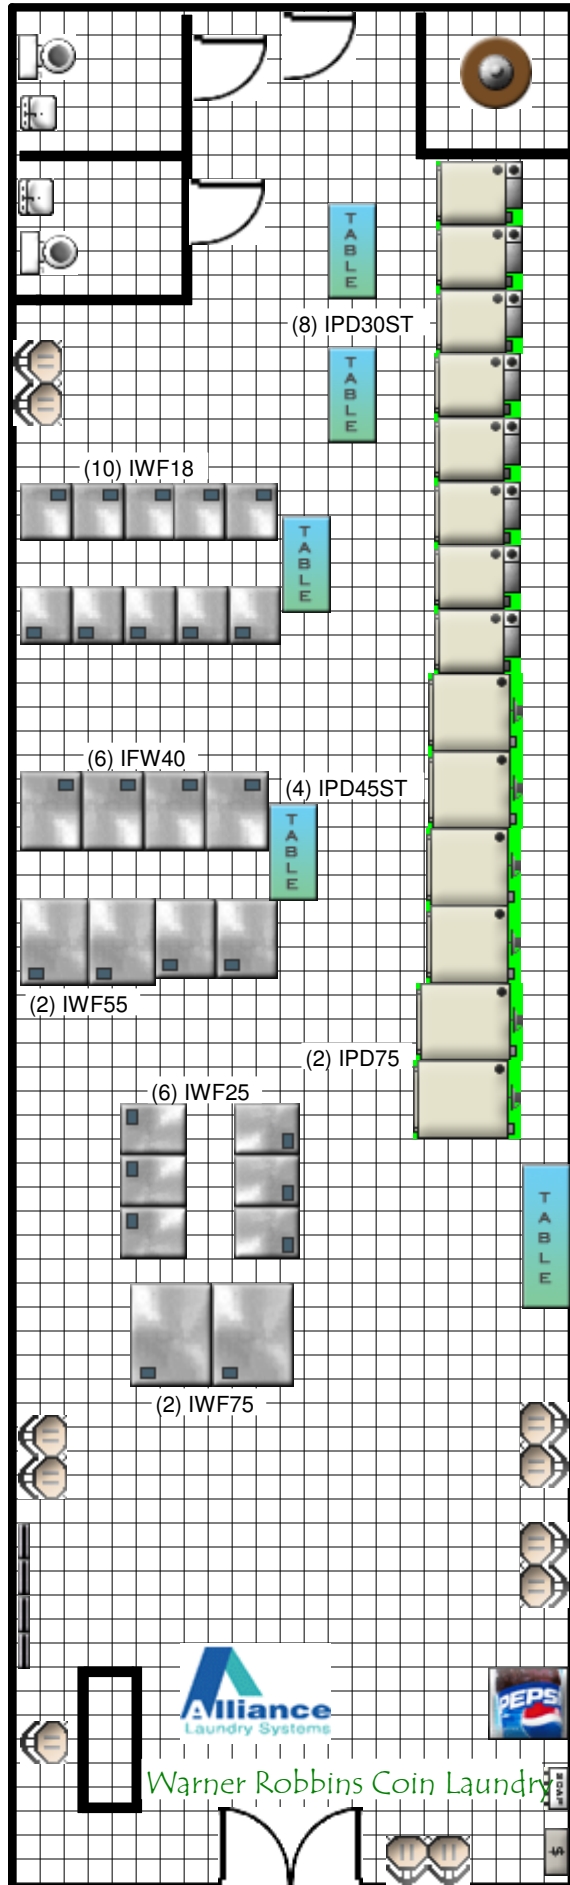 TABLE
(8) IPD30ST
TABLE
(10) IWF18
TABLE
(6) IFW40
(4) IPD45ST
TABLE
(2) IWF55
(2) IPD75
(6) IWF25
TABLE
(2) IWF75
Alliance
Laundry Systems
PEPSI
Warner Robbins Coin Laundry
SOAP
$